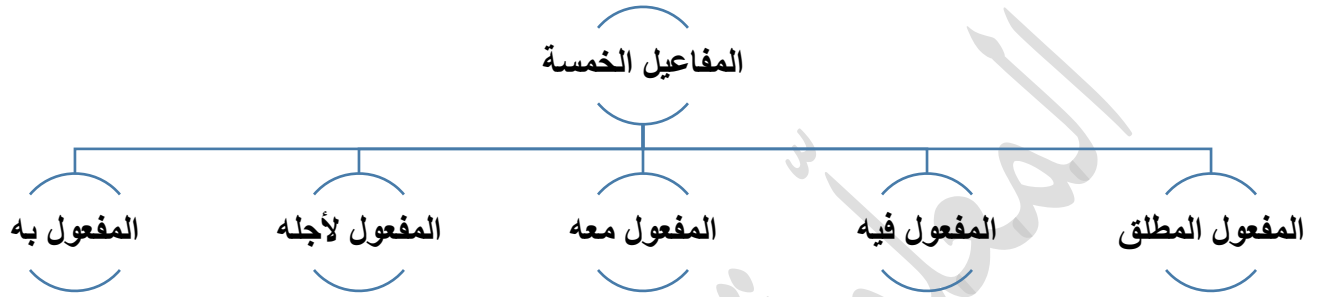 المفاعيل الخمسة
المفعول المطلق
المفعول فيه
المفعول معه
المفعول لأجله
المفعول به